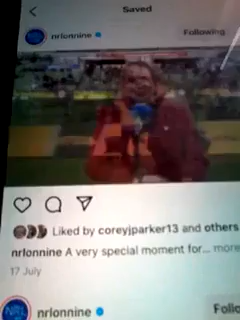 Saved
nrlonnine
Following
Liked by coreyjparker13 and others
nrlonnine A very special moment for... more
17 July
nrlonnine